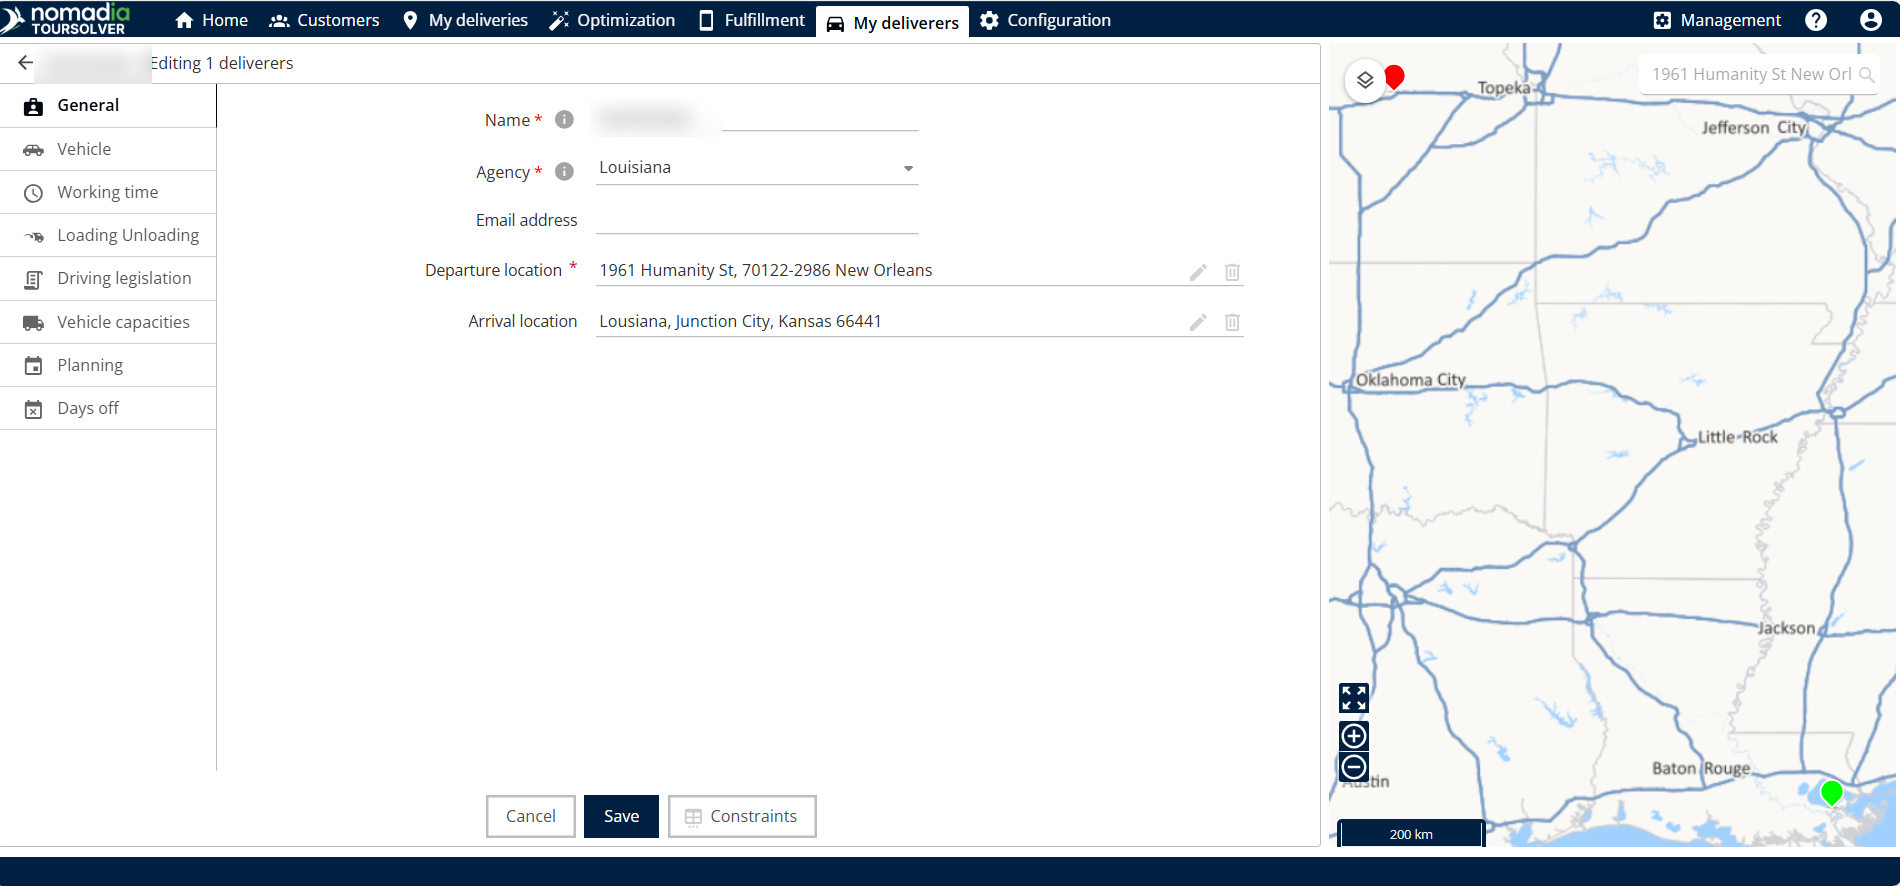 nomadia
TOURSOLVER
Home
Customers
My deliveries
Optimization
Fulfillment
My deliverers
Configuration
Management
Editing 1 deliverers
General
Vehicle
Working time
Loading Unloading
Driving legislation
Vehicle capacities
Planning
Days off
Name *
Agency *
Louisiana
Email address
Departure location *
1961 Humanity St, 70122-2986 New Orleans
Arrival location
Lousiana, Junction City, Kansas 66441
Cancel
Save
Constraints
1961 Humanity St New Orl
Topeka
Jefferson City
Oklahoma City
Little Rock
Jackson
Baton Rouge
Austin
200 km